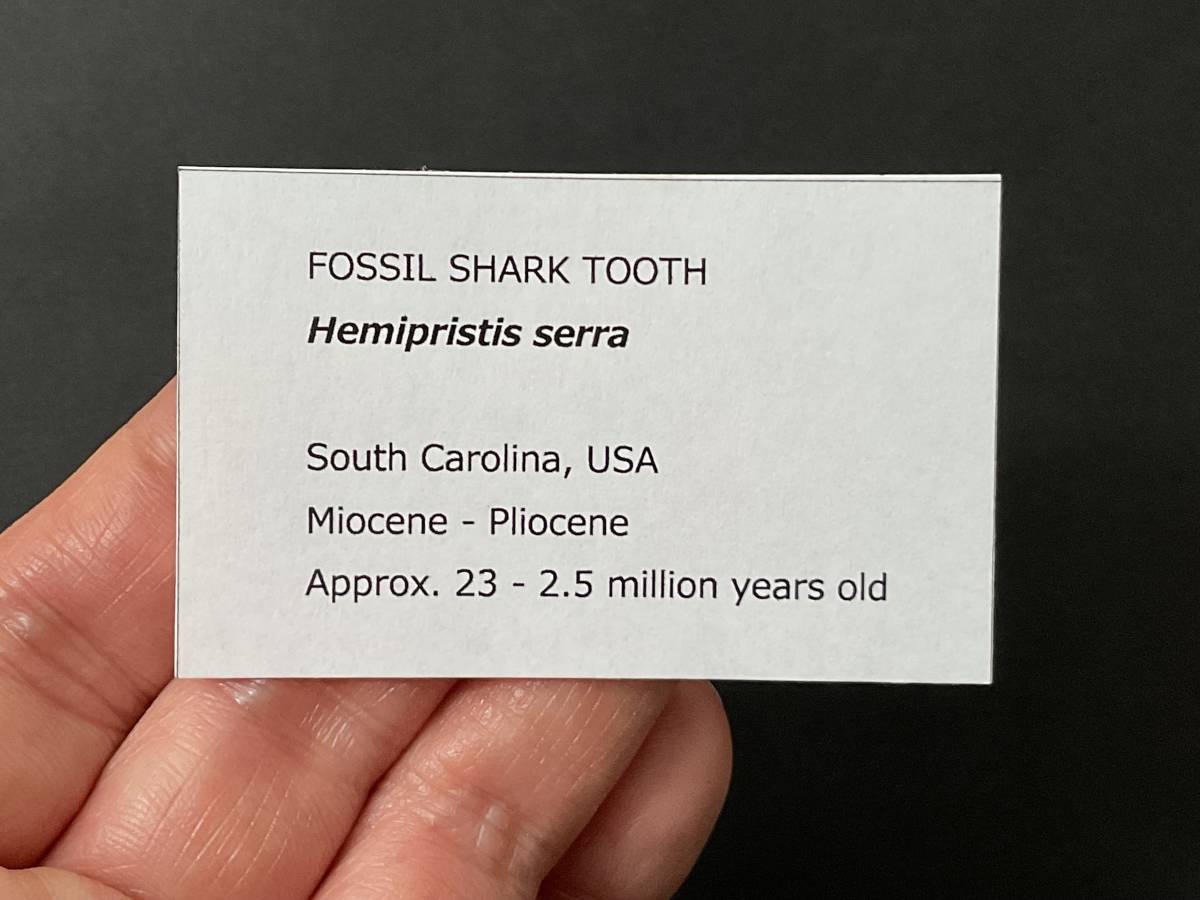 FOSSIL SHARK TOOTH
Hemipristis serra
South Carolina, USA
Miocene - Pliocene
Approx. 23 - 2.5 million years old